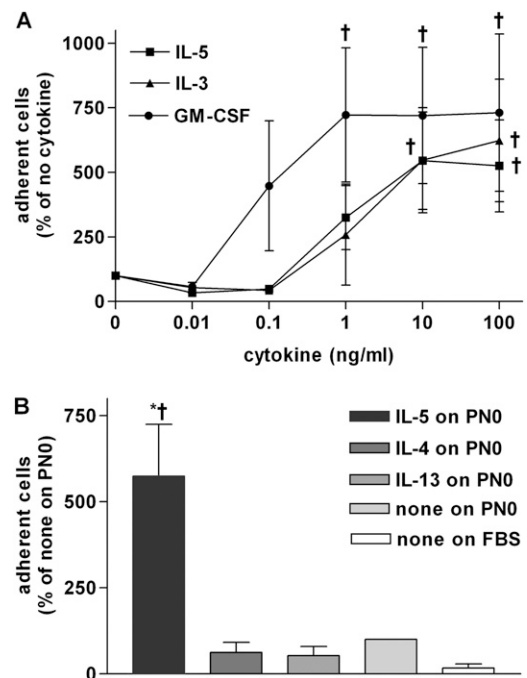 A
adherent cells
(% of no cytokine)
1000
750
500
250
0
IL-5
IL-3
GM-CSF
†
†
†
†
†
†
0
0.01
0.1
1
10
100
cytokine (ng/ml)
B
adherent cells
(% of none on PN0)
750
500
250
0
*†
IL-5 on PN0
IL-4 on PN0
IL-13 on PN0
none on PN0
none on FBS